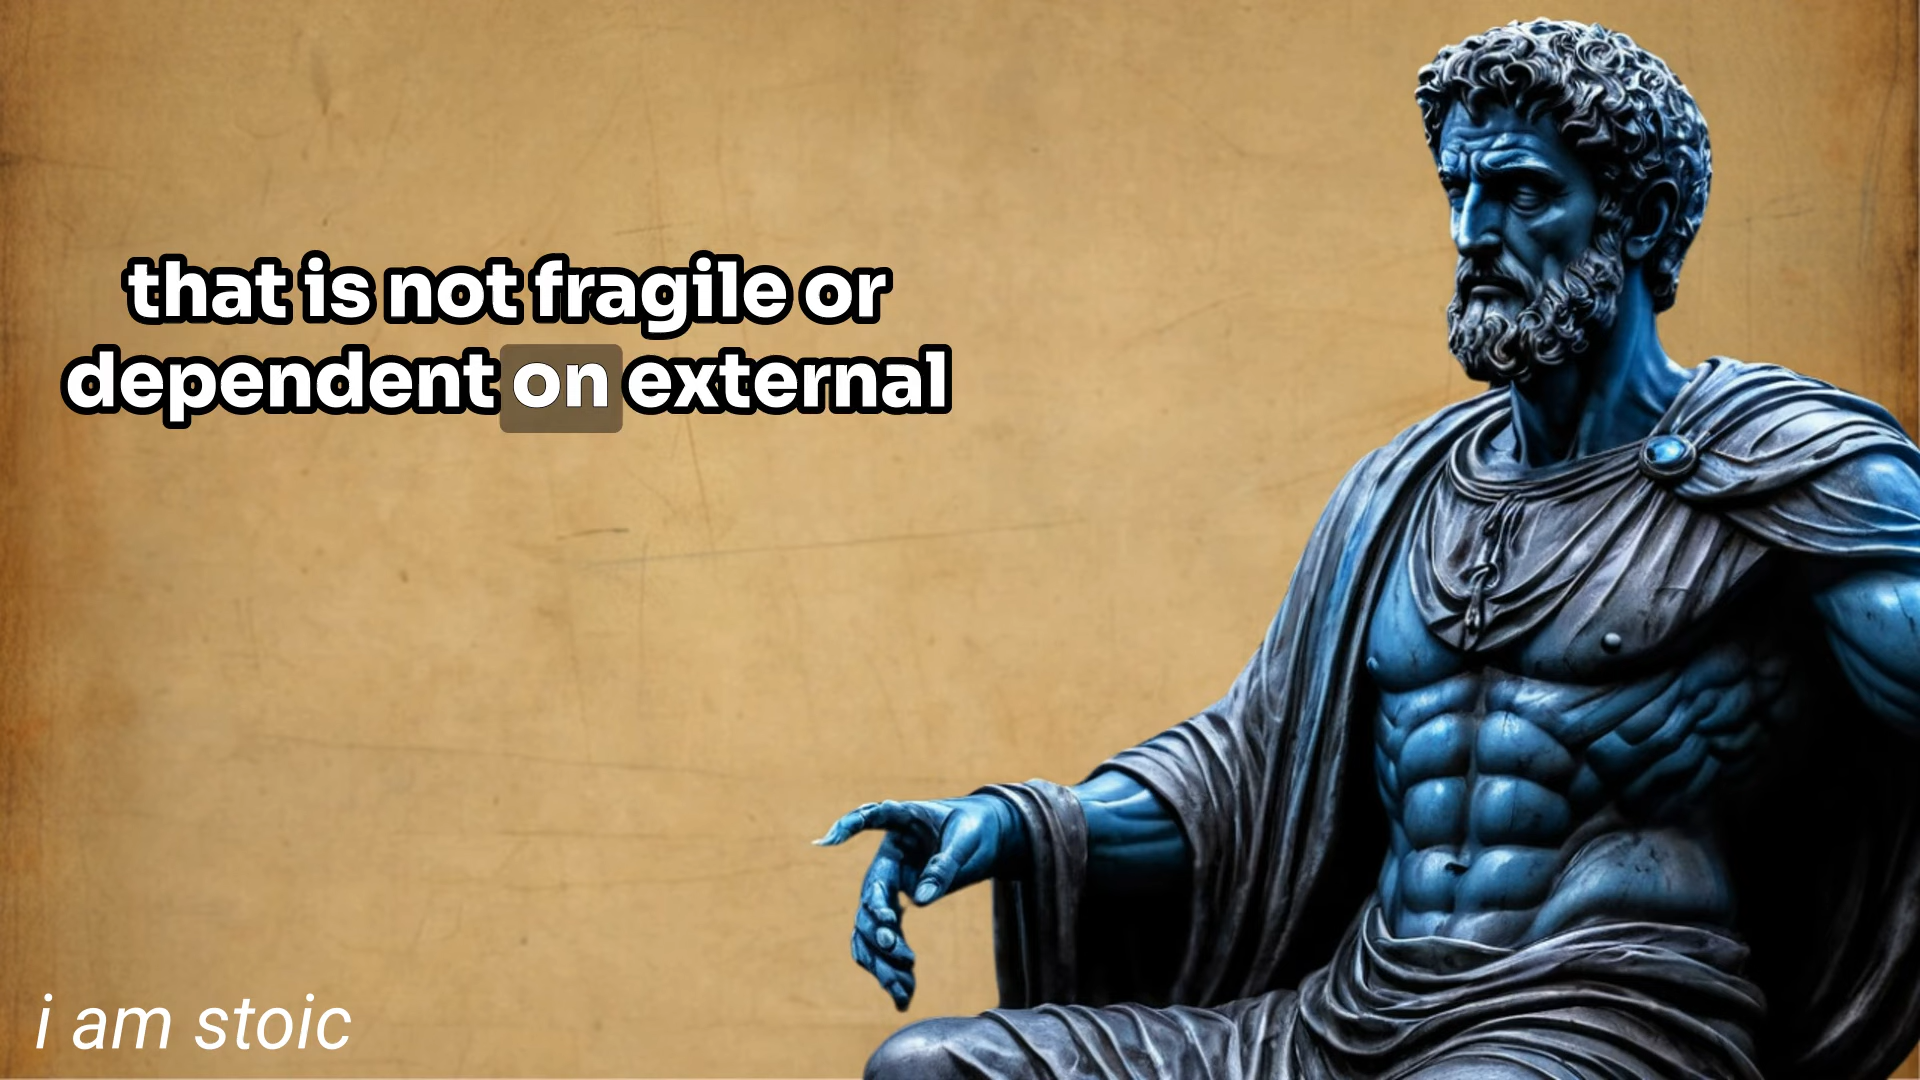 that is not fragile or
dependent on external
i am stoic